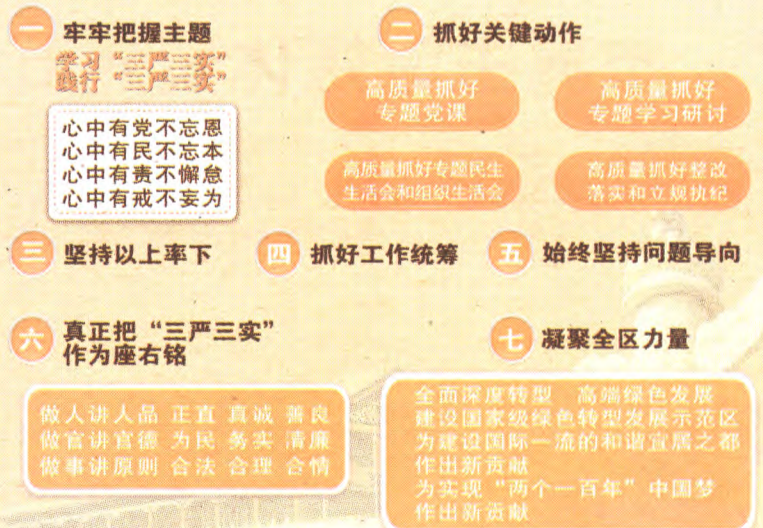 一 牢牢把握主题
学习“三严三实”
践行“三严三实”
心中有党不忘恩
心中有民不忘本
心中有责不懈怠
心中有戒不妄为
二 抓好关键动作
高质量抓好
专题党课
高质量抓好
专题学习研讨
高质量抓好专题民生
生活会和组织生活会
高质量抓好整改
落实和立规执纪
三 坚持以上率下
四 抓好工作统筹
五 始终坚持问题导向
六 真正把“三严三实”
作为座右铭
做人讲人品 正直 真诚 善良
做官讲官德 为民 务实 清廉
做事讲原则 合法 合理 合情
七 凝聚全区力量
全面深度转型 高端绿色发展
建设国家级绿色转型发展示范区
为建设国际一流的和谐宜居之都
作出新贡献
为实现“两个一百年”中国梦
作出新贡献